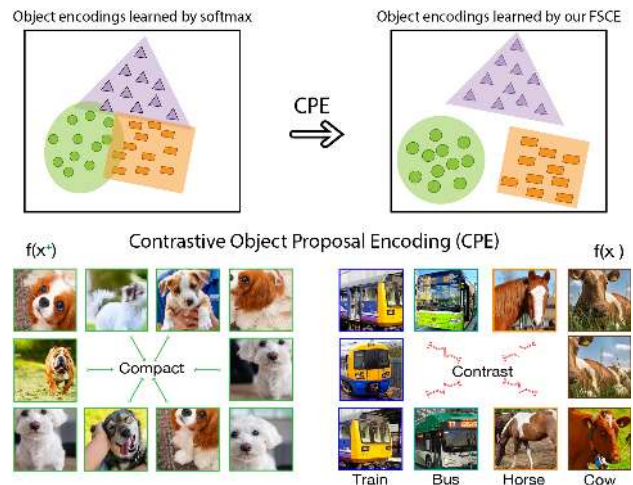 Object encodings learned by softmax
Object encodings learned by our FSCE
CPE
Contrastive Object Proposal Encoding (CPE)
f(x⁺)
f(x )
Compact
Contrast
Train
Bus
Horse
Cow